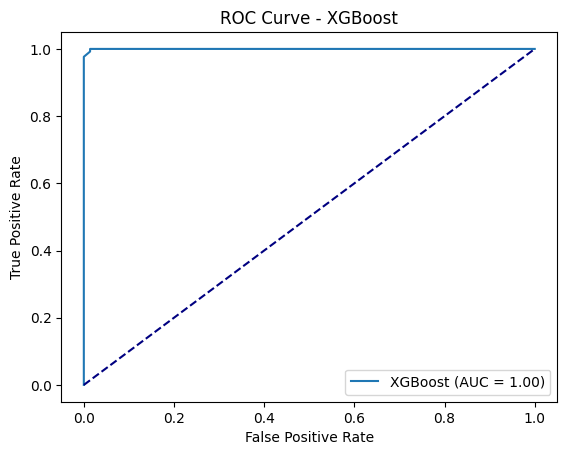 ROC Curve - XGBoost
True Positive Rate
1.0
0.8
0.6
0.4
0.2
0.0
XGBoost (AUC = 1.00)
0.0 0.2 0.4 0.6 0.8 1.0
False Positive Rate